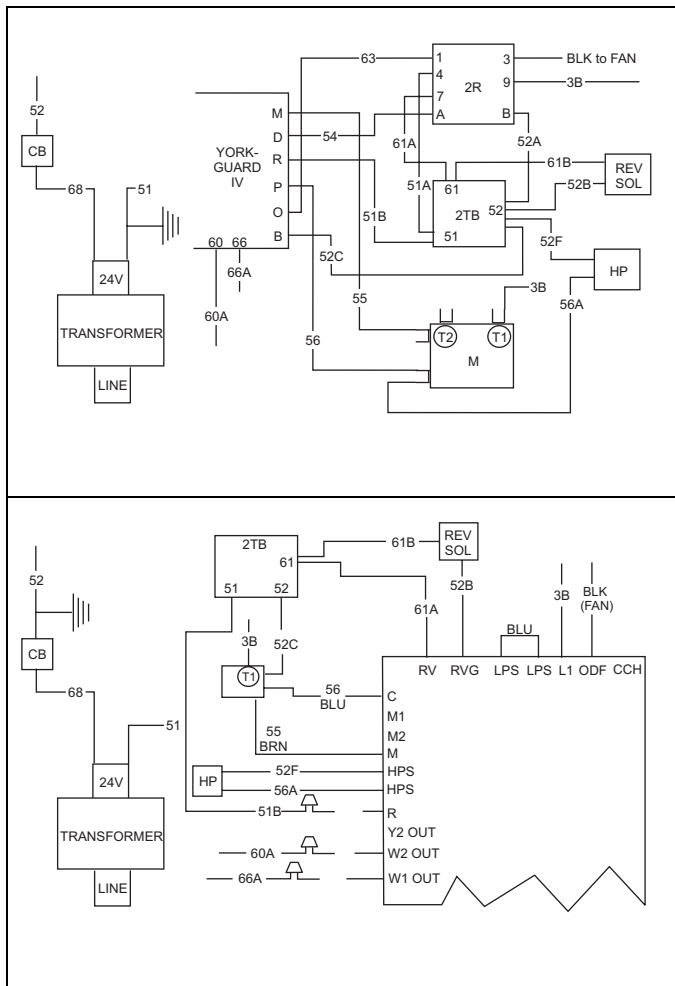 63
1
3
BLK to FAN
4
9
3B
52
2R
7
M
A
B
CB
D
54
61A
52A
YORK-
GUARD
IV
R
61B
REV
SOL
68
51
P
51A
61
52B
51B
52
O
2TB
51
52F
60
66
B
52C
HP
24V
66A
3B
56A
TRANSFORMER
60A
55
T2
T1
56
M
LINE
2TB
61B
REV
SOL
61
52
51
52
52B
3B
BLK
(FAN)
61A
BLU
3B
52C
CB
T1
RV
RVG
LPS
LPS
L1
ODF
CCH
68
56
BLU
C
M1
51
55
BRN
M2
M
HP
52F
HPS
24V
56A
HPS
51B
R
TRANSFORMER
Y2 OUT
60A
W2 OUT
66A
W1 OUT
LINE